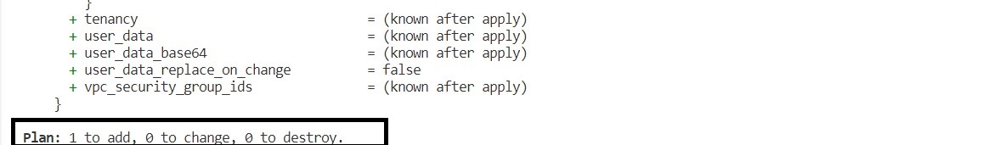 }
+ tenancy = (known after apply)
+ user_data = (known after apply)
+ user_data_base64 = (known after apply)
+ user_data_replace_on_change = false
+ vpc_security_group_ids = (known after apply)
}
Plan: 1 to add, 0 to change, 0 to destroy.